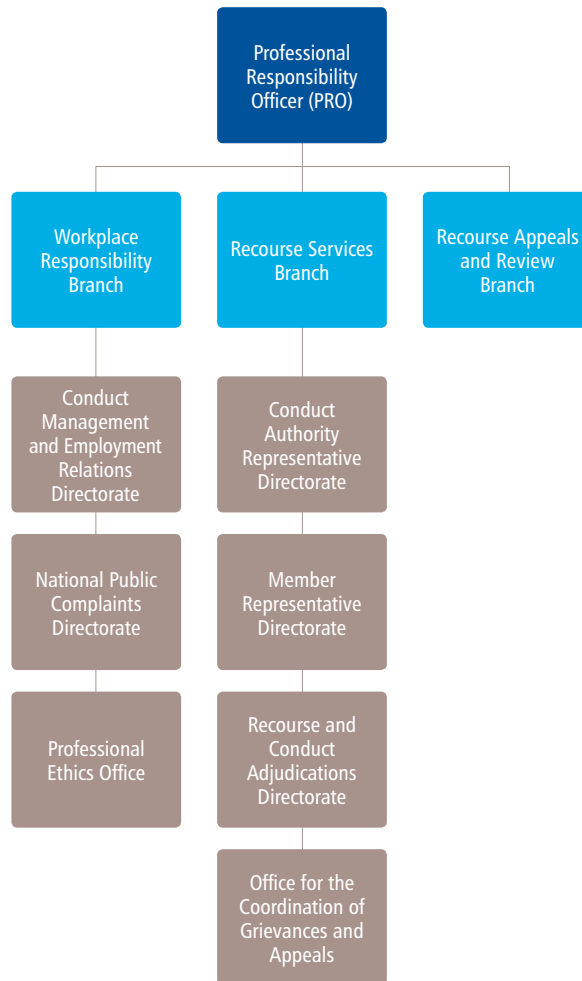 Professional
Responsibility
Officer (PRO)
Workplace
Responsibility
Branch
Recourse Services
Branch
Recourse Appeals
and Review
Branch
Conduct
Management
and Employment
Relations
Directorate
National Public
Complaints
Directorate
Professional
Ethics Office
Conduct
Authority
Representative
Directorate
Member
Representative
Directorate
Recourse and
Conduct
Adjudications
Directorate
Office for the
Coordination of
Grievances and
Appeals